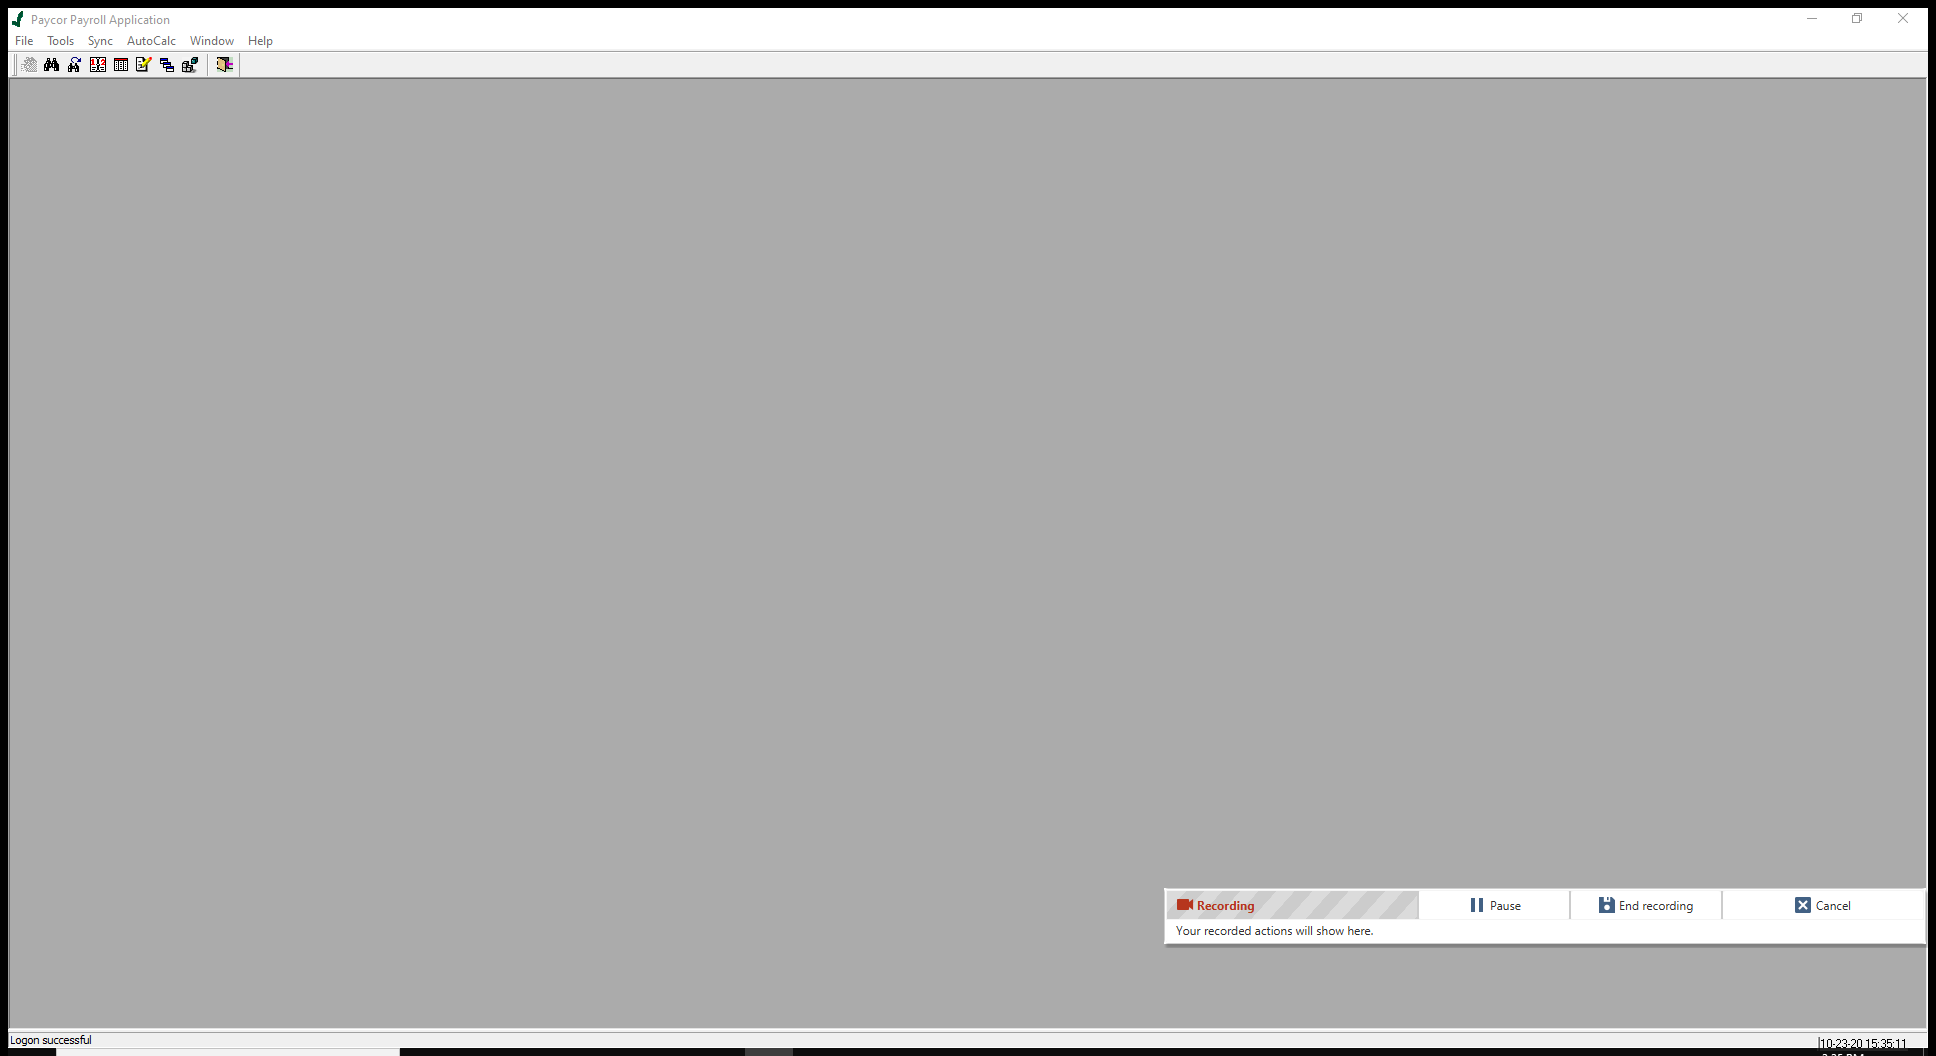 Paycor Payroll Application
File Tools Sync AutoCalc Window Help
Recording Pause End recording Cancel
Your recorded actions will show here.
Logon successful
10-23-20 15:35:11